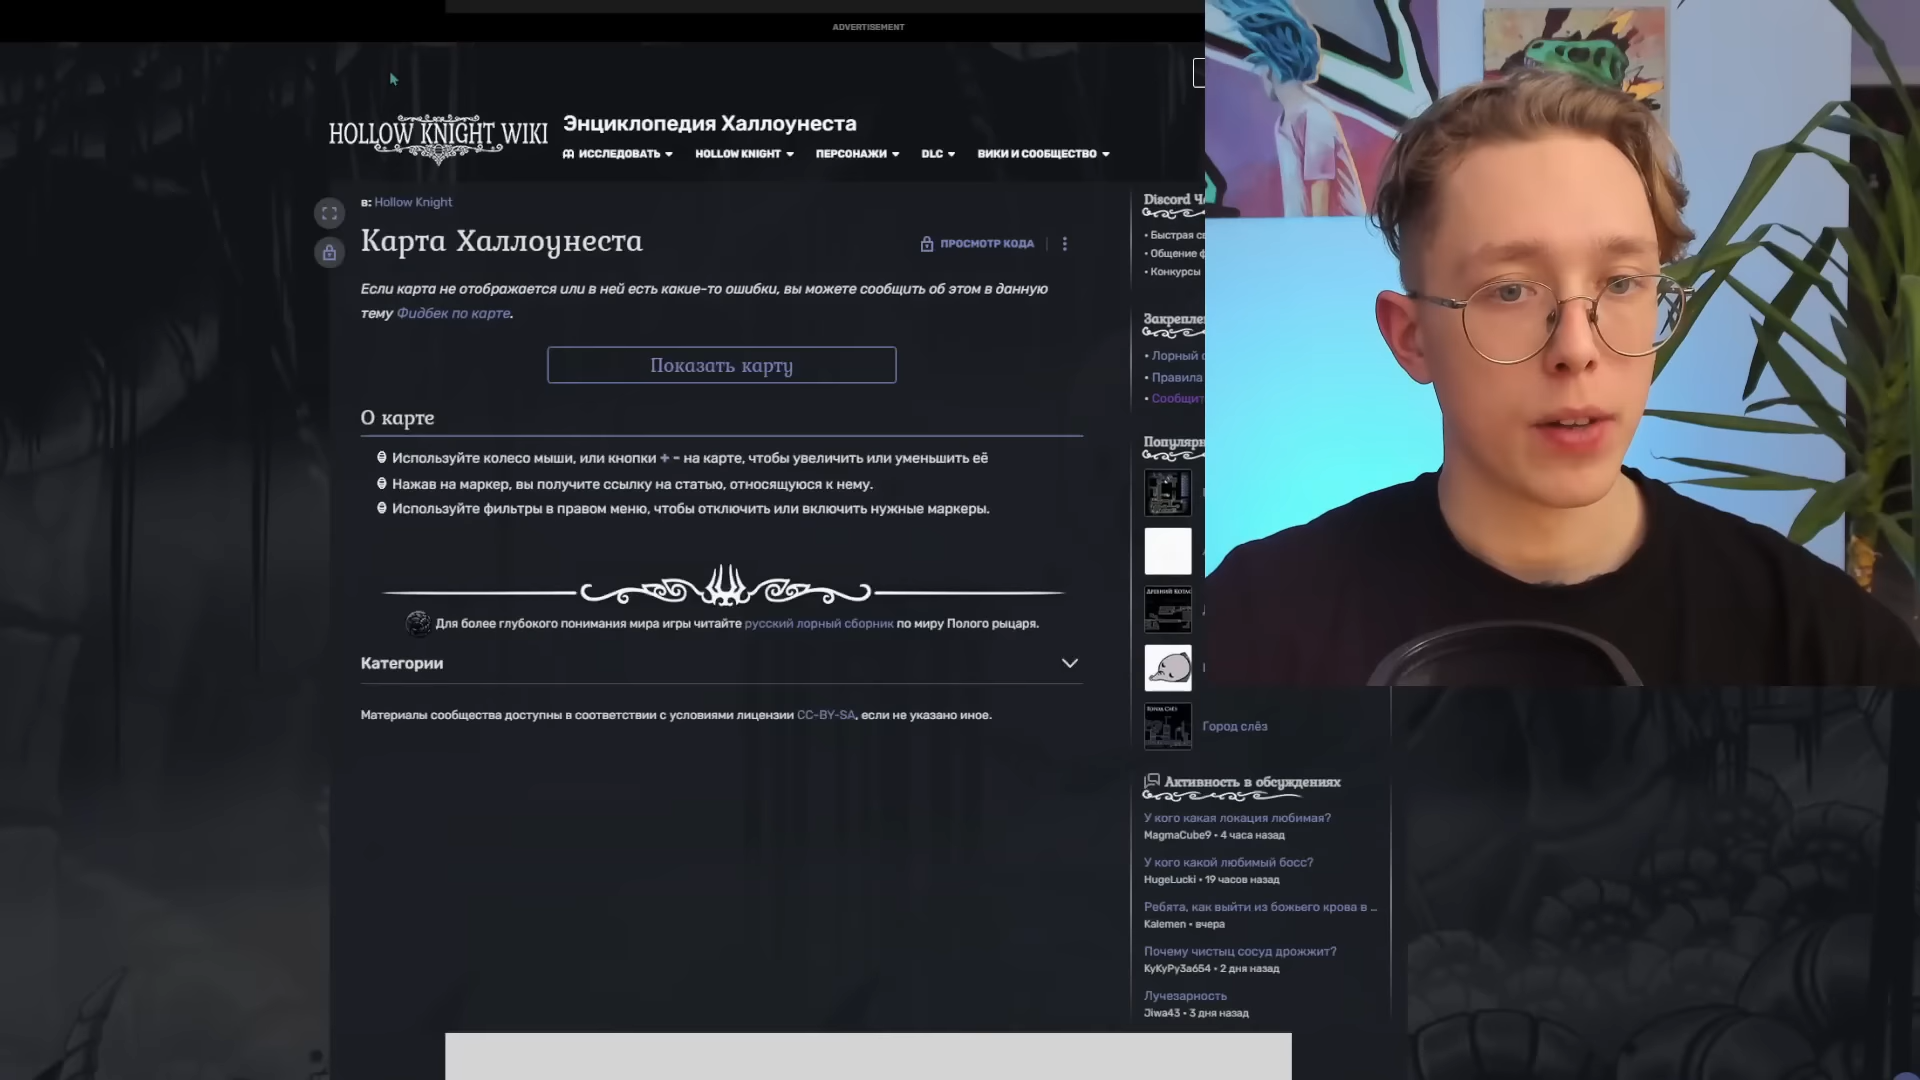 ADVERTISEMENT
HOLLOW KNIGHT WIKI
Энциклопедия Халлоунеста
ИССЛЕДОВАТЬ HOLLOW KNIGHT ПЕРСОНАЖИ DLC ВИКИ И СООБЩЕСТВО
в: Hollow Knight
Карта Халлоунеста
ПРОСМОТР КОДА
Если карта не отображается или в ней есть какие-то ошибки, вы можете сообщить об этом в данную
тему Фидбек по карте.
Показать карту
О карте
Используйте колесо мыши, или кнопки + - на карте, чтобы увеличить или уменьшить её
Нажав на маркер, вы получите ссылку на статью, относящуюся к нему.
Используйте фильтры в правом меню, чтобы отключить или включить нужные маркеры.
Для более глубокого понимания мира игры читайте русский лорный сборник по миру Полого рыцаря.
Категории
Материалы сообщества доступны в соответствии с условиями лицензии CC-BY-SA, если не указано иное.
Discord
• Быстрая
• Общение
• Конкурсы
• Лорный
• Правила
Город слёз
Активность в обсуждениях
У кого какая локация любимая?
MagmaCube9 • 4 часа назад
У кого какой любимый босс?
HugeLucki • 19 часов назад
Ребята, как выйти из божьего крова в ...
Kalemen • вчера
Почему чистыц сосуд дрожжит?
КуКуРуЗа654 • 2 дня назад
Лучезарность
Jiwa43 • 3 дня назад